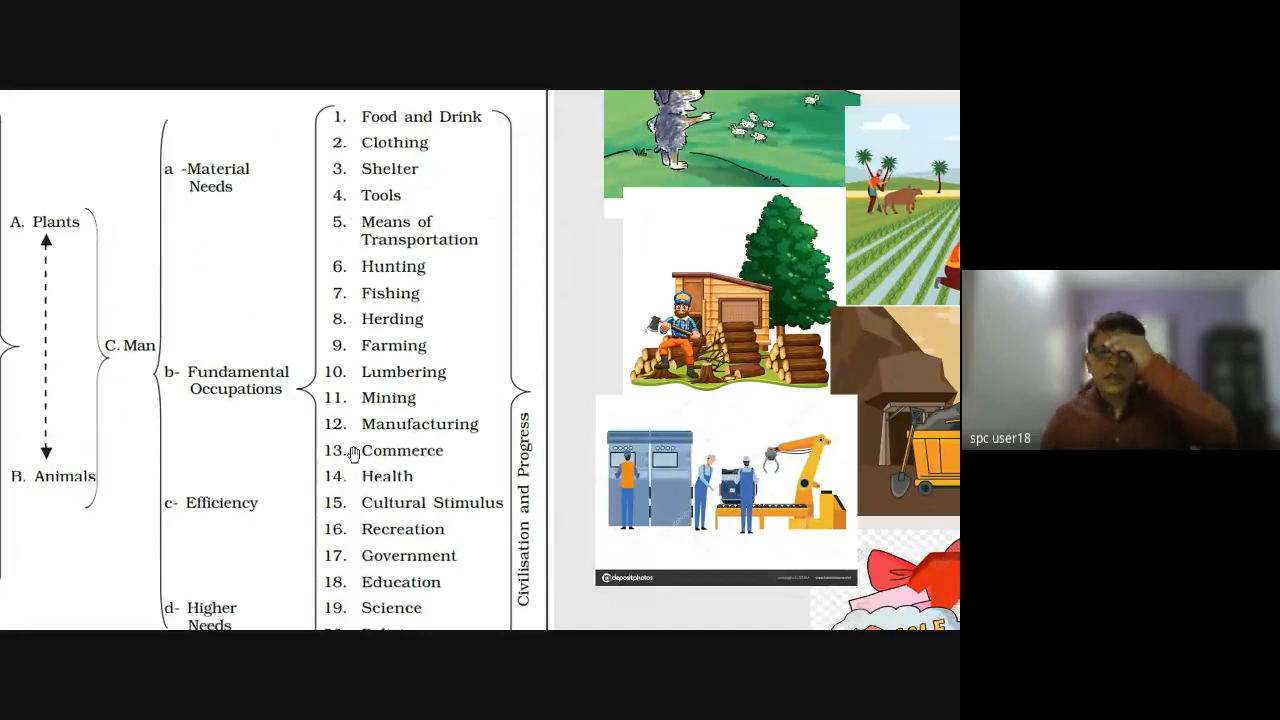 A. Plants
B. Animals
C. Man
a -Material
Needs
b- Fundamental
Occupations
c- Efficiency
d- Higher
Needs
1. Food and Drink
2. Clothing
3. Shelter
4. Tools
5. Means of
Transportation
6. Hunting
7. Fishing
8. Herding
9. Farming
10. Lumbering
11. Mining
12. Manufacturing
13. Commerce
14. Health
15. Cultural Stimulus
16. Recreation
17. Government
18. Education
19. Science
Civilisation and Progress
depositphotos
spc user18